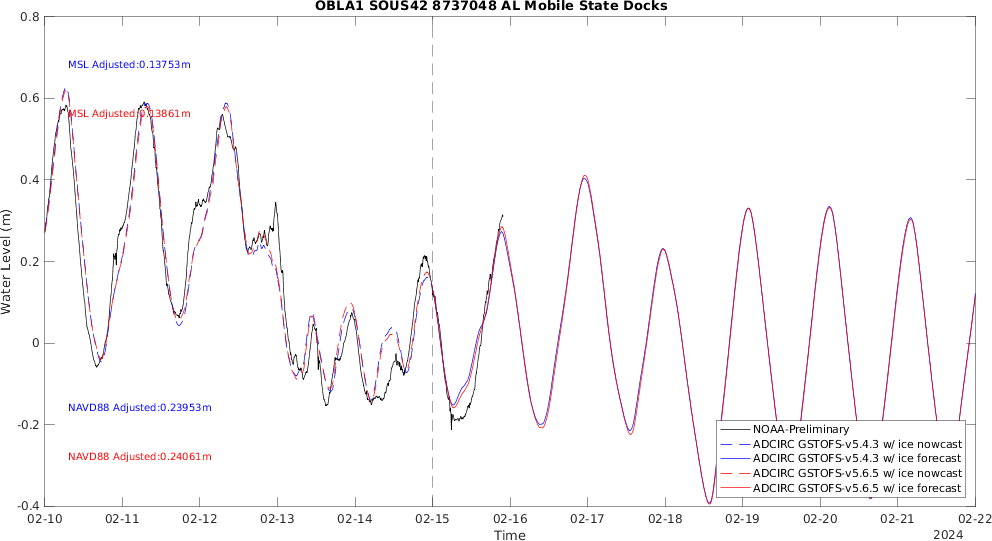 OBLA1 SOUS42 8737048 AL Mobile State Docks
0.8
0.6
0.4
0.2
0
-0.2
-0.4
Water Level (m)
MSL Adjusted:0.13753m
MSL Adjusted:0.13861m
NAVD88 Adjusted:0.23953m
NAVD88 Adjusted:0.24061m
NOAA-Preliminary
ADCIRC GSTOFS-v5.4.3 w/ ice nowcast
ADCIRC GSTOFS-v5.4.3 w/ ice forecast
ADCIRC GSTOFS-v5.6.5 w/ ice nowcast
ADCIRC GSTOFS-v5.6.5 w/ ice forecast
02-10 02-11 02-12 02-13 02-14 02-15 02-16 02-17 02-18 02-19 02-20 02-21 02-22
Time
2024